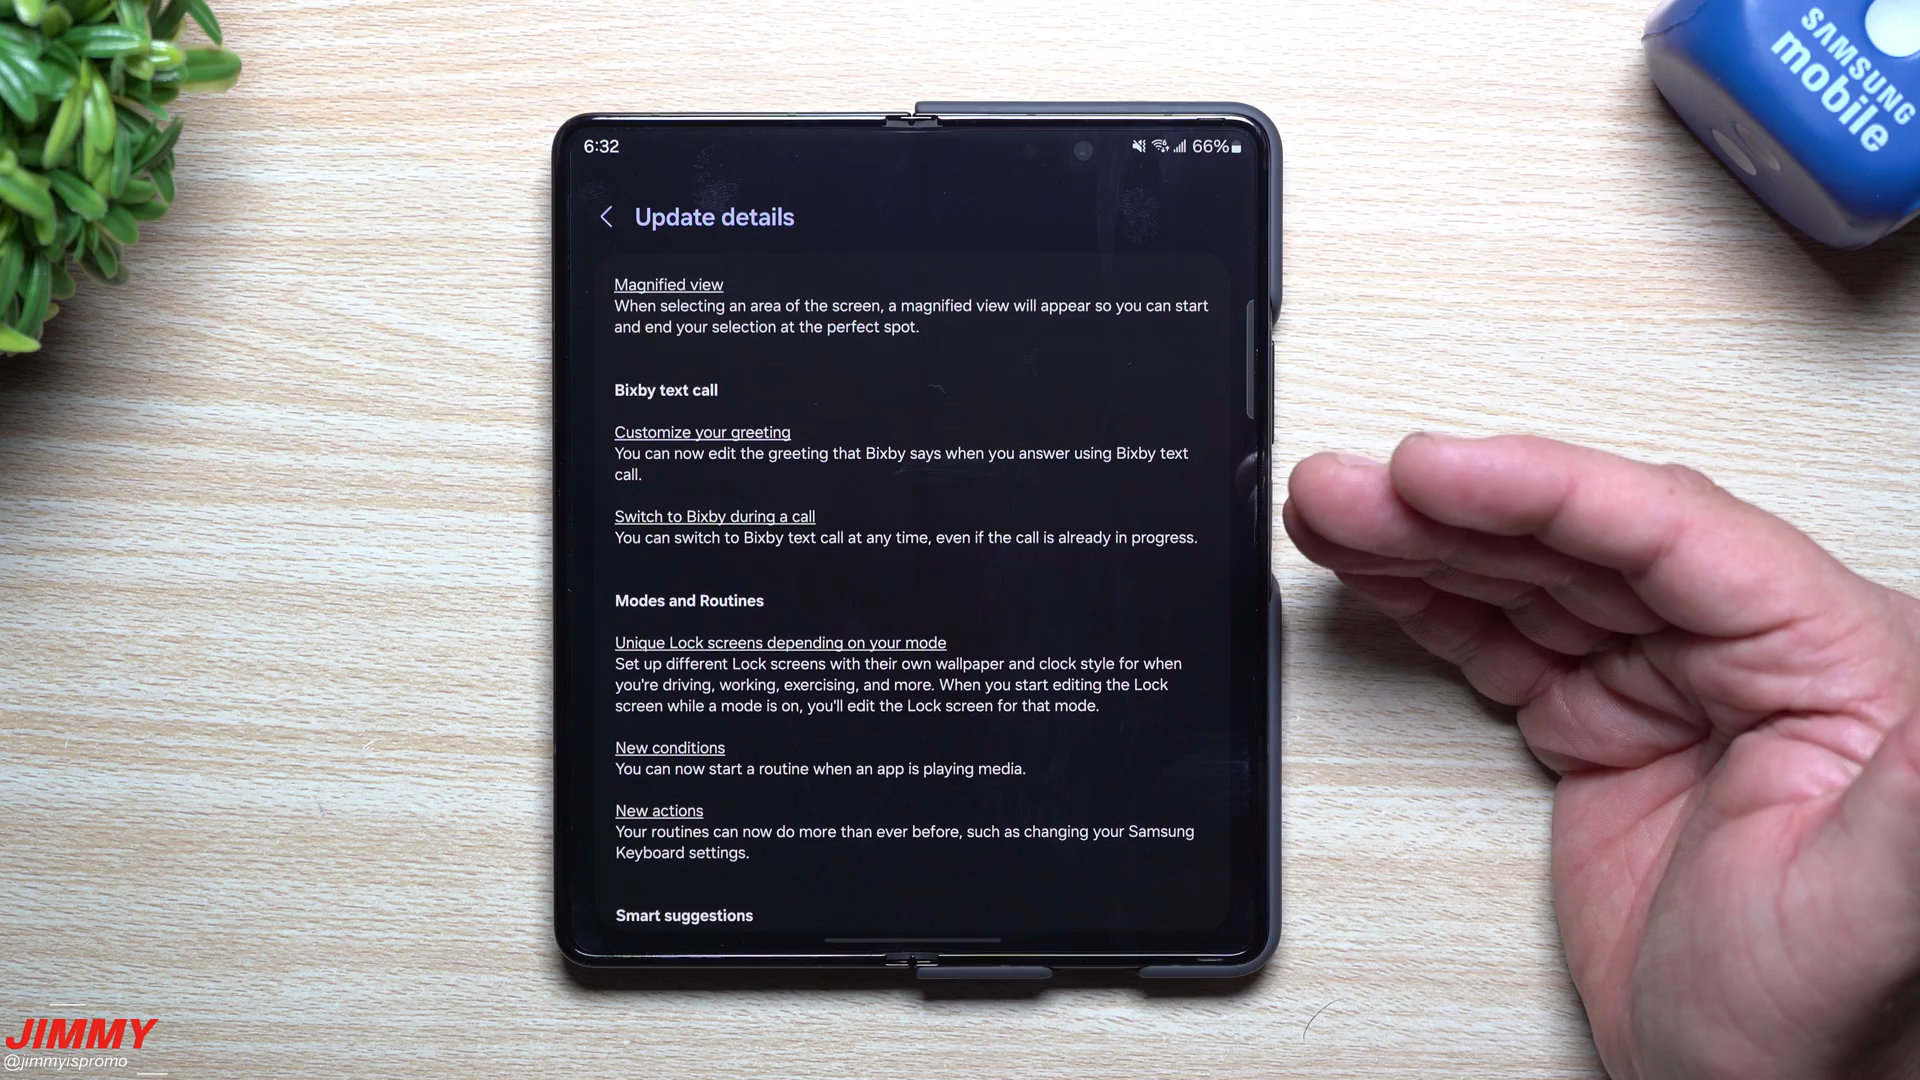 SAMSUNG
mobile
6:32
66%
Update details
Magnified view
When selecting an area of the screen, a magnified view will appear so you can start
and end your selection at the perfect spot.
Bixby text call
Customize your greeting
You can now edit the greeting that Bixby says when you answer using Bixby text
call.
Switch to Bixby during a call
You can switch to Bixby text call at any time, even if the call is already in progress.
Modes and Routines
Unique Lock screens depending on your mode
Set up different Lock screens with their own wallpaper and clock style for when
you're driving, working, exercising, and more. When you start editing the Lock
screen while a mode is on, you'll edit the Lock screen for that mode.
New conditions
You can now start a routine when an app is playing media.
New actions
Your routines can now do more than ever before, such as changing your Samsung
Keyboard settings.
Smart suggestions
JIMMY
@jimmyispromo